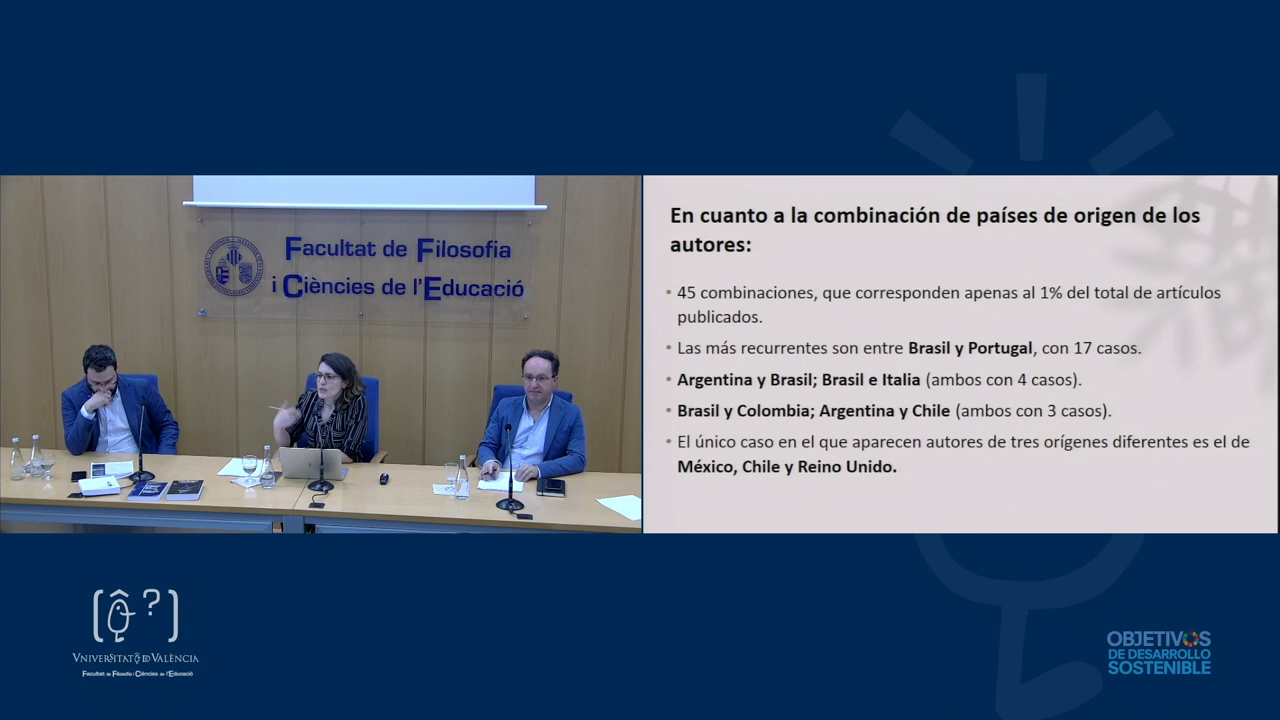 Facultat de Filosofia
i Ciències de l'Educació
En cuanto a la combinación de países de origen de los
autores:
• 45 combinaciones, que corresponden apenas al 1% del total de artículos
publicados.
• Las más recurrentes son entre Brasil y Portugal, con 17 casos.
• Argentina y Brasil; Brasil e Italia (ambos con 4 casos).
• Brasil y Colombia; Argentina y Chile (ambos con 3 casos).
• El único caso en el que aparecen autores de tres orígenes diferentes es el de
México, Chile y Reino Unido.
[Ô?]
VNIVERSITAT ID VALÈNCIA
Facultat de Filosofia i Ciències de l'Educació
OBJETIVOS
DE DESARROLLO
SOSTENIBLE